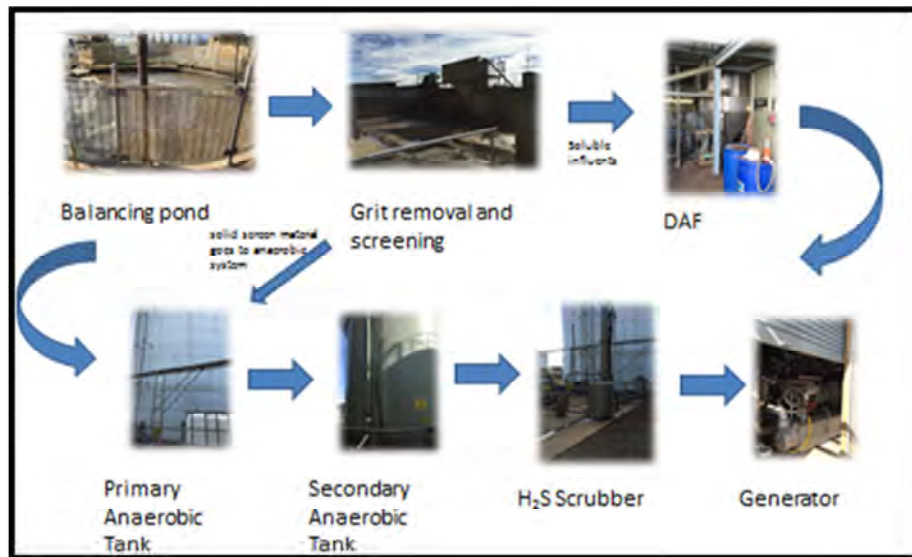 Soluble
influents
Balancing pond
Grit removal and
screening
DAF
solid screen material
goes to anaerobic
system
Primary
Anaerobic
Tank
Secondary
Anaerobic
Tank
H₂S Scrubber
Generator